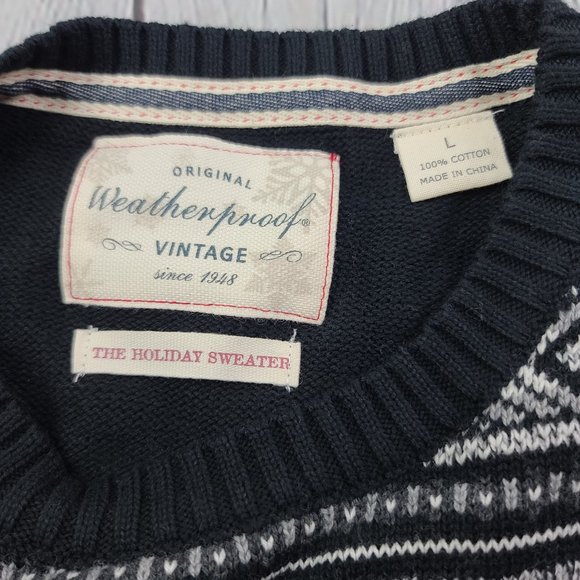 ORIGINAL
Weatherproof®
VINTAGE
since 1948
THE HOLIDAY SWEATER
L
100% COTTON
MADE IN CHINA